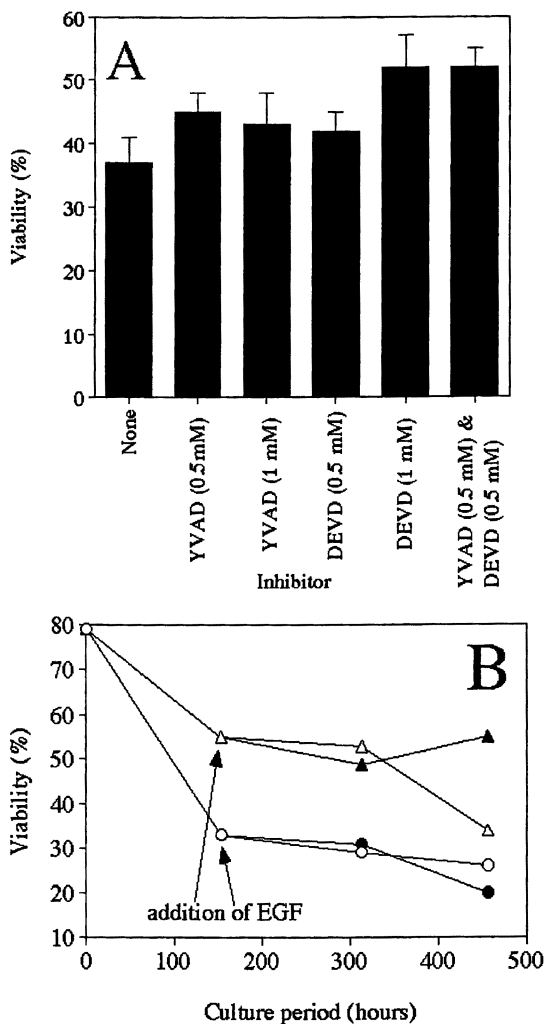 A
60
50
40
30
20
10
0
Viability (%)
None
YVAD (0.5mM)
YVAD (1 mM)
DEVD (0.5 mM)
DEVD (1 mM)
YVAD (0.5 mM) &
DEVD (0.5 mM)
Inhibitor
B
80
70
60
50
40
30
20
10
Viability (%)
addition of EGF
0
100
200
300
400
500
Culture period (hours)